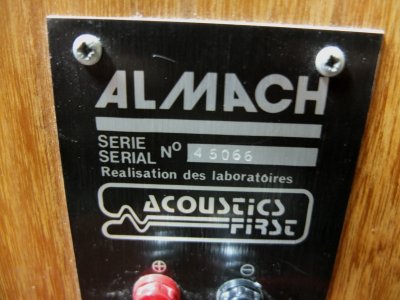 ALMACH
SERIE
SERIAL NO 45066
Realisation des laboratoires
ACOUSTICS
FIRST